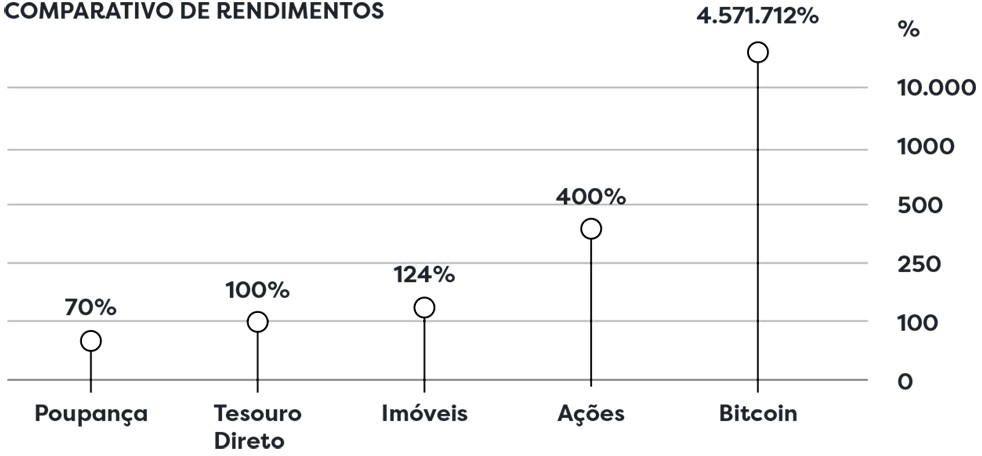 COMPARATIVO DE RENDIMENTOS
4.571.712%
%
10.000
1000
400%
500
124%
250
100%
70%
100
0
Poupança
Tesouro
Direto
Imóveis
Ações
Bitcoin